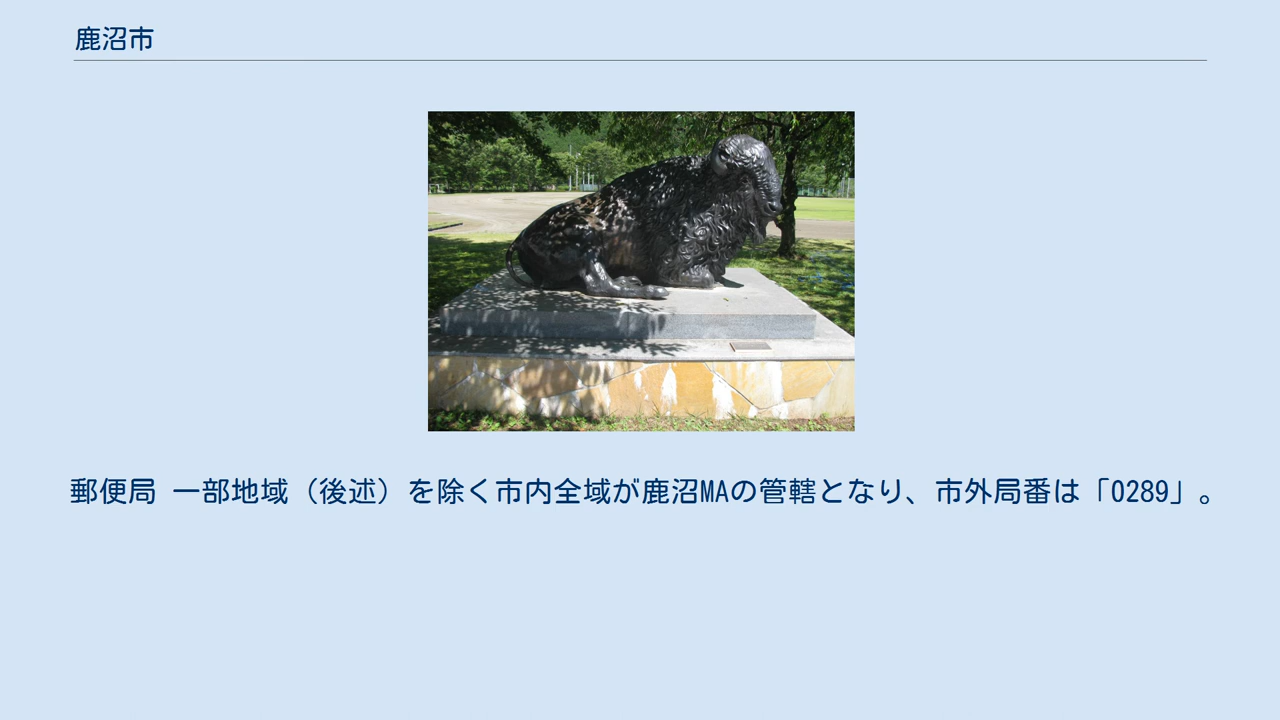 鹿沼市
郵便局 一部地域（後述）を除く市内全域が鹿沼MAの管轄となり、市外局番は「0289」。